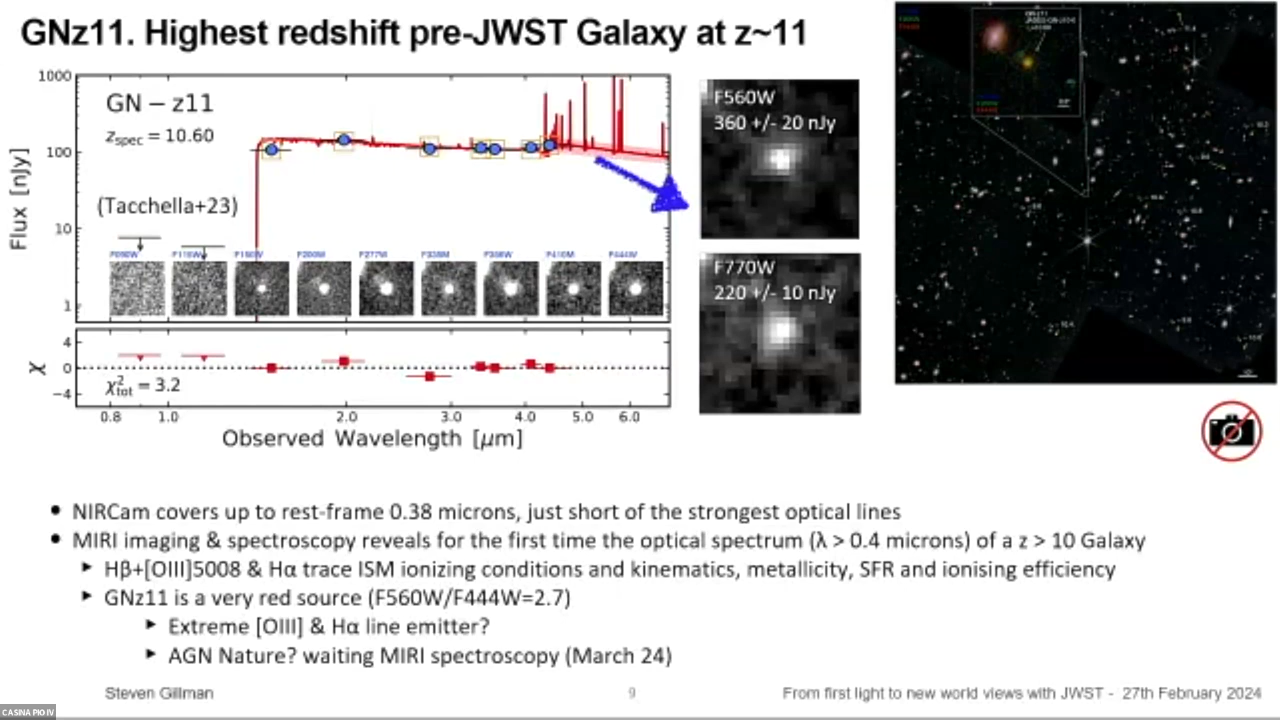 GNz11. Highest redshift pre-JWST Galaxy at z~11
1000
100
10
1
Flux [nJy]
GN − z11
z_spec = 10.60
(Tacchella+23)
F090W F115W F150W F200W F277W F335M F356W F410M F444W
4
0
−4
χ
χ²_tot = 3.2
0.8 1.0 2.0 3.0 4.0 5.0 6.0
Observed Wavelength [μm]
F560W
360 +/- 20 nJy
F770W
220 +/- 10 nJy
• NIRCam covers up to rest-frame 0.38 microns, just short of the strongest optical lines
• MIRI imaging & spectroscopy reveals for the first time the optical spectrum (λ > 0.4 microns) of a z > 10 Galaxy
‣ Hβ+[OIII]5008 & Hα trace ISM ionizing conditions and kinematics, metallicity, SFR and ionising efficiency
‣ GNz11 is a very red source (F560W/F444W=2.7)
‣ Extreme [OIII] & Hα line emitter?
‣ AGN Nature? waiting MIRI spectroscopy (March 24)
Steven Gillman
9
From first light to new world views with JWST - 27th February 2024
CASINA PIO IV